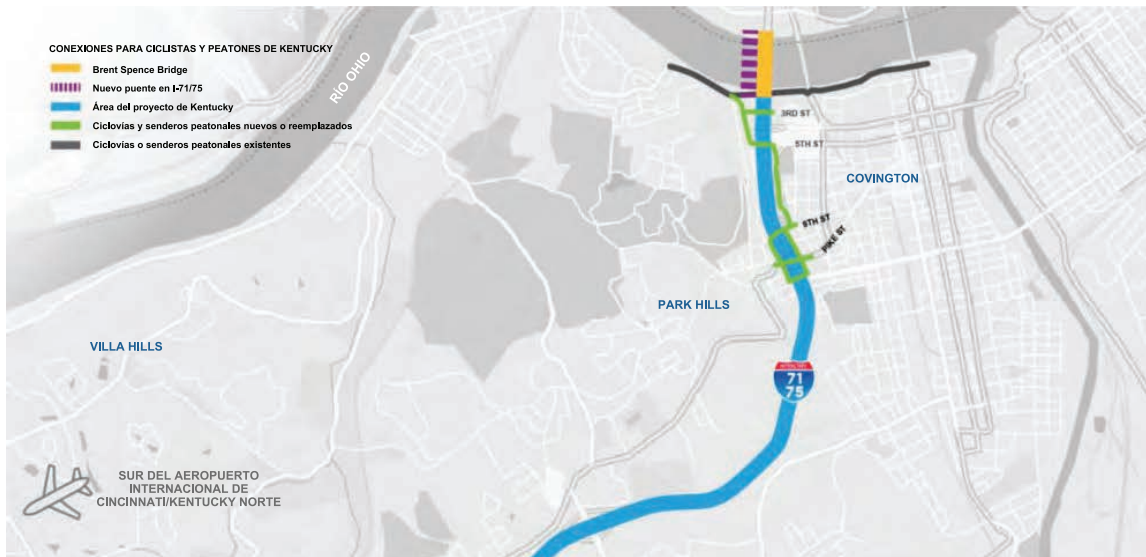 CONEXIONES PARA CICLISTAS Y PEATONES DE KENTUCKY
Brent Spence Bridge
Nuevo puente en I-71/75
Área del proyecto de Kentucky
Ciclovías y senderos peatonales nuevos o reemplazados
Ciclovías o senderos peatonales existentes
RÍO OHIO
3RD ST
5TH ST
COVINGTON
9TH ST
PIKE ST
PARK HILLS
VILLA HILLS
INTERSTATE
71
75
SUR DEL AEROPUERTO
INTERNACIONAL DE
CINCINNATI/KENTUCKY NORTE